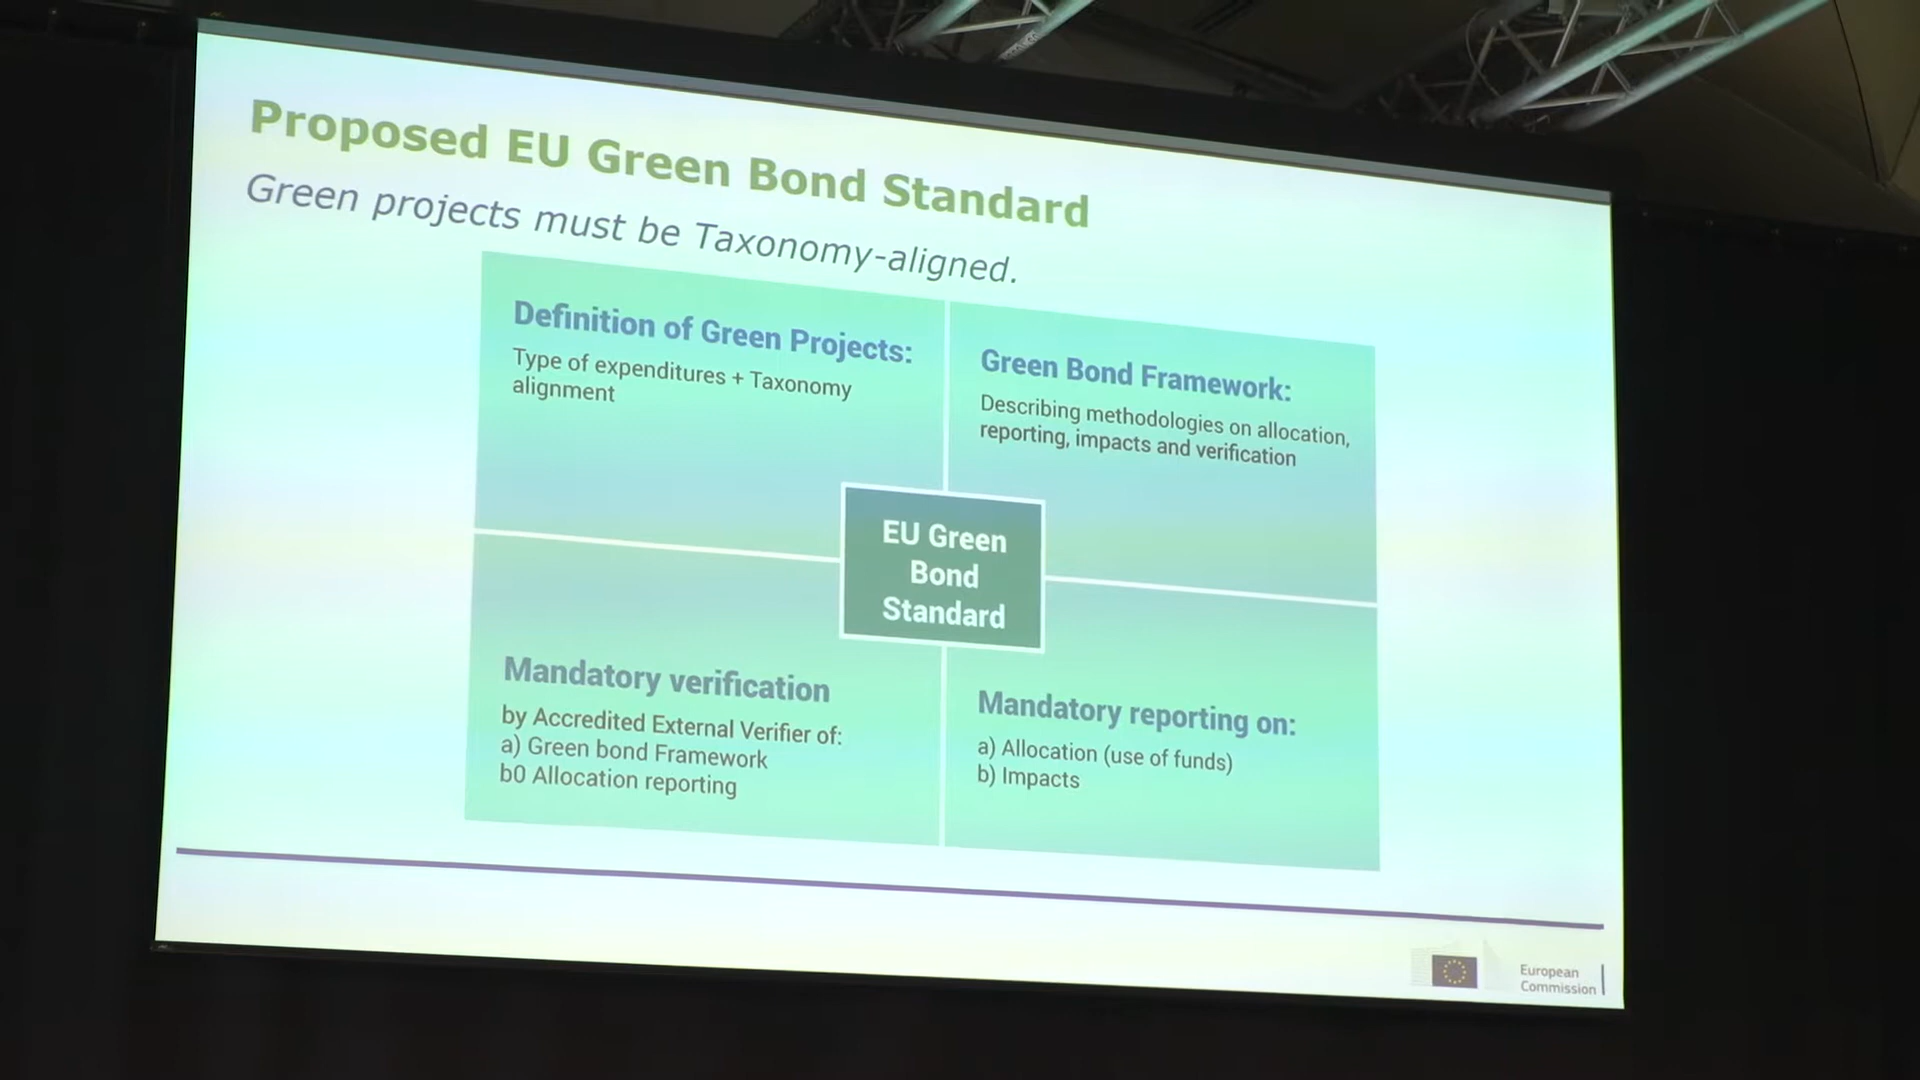 Proposed EU Green Bond Standard
Green projects must be Taxonomy-aligned.
Definition of Green Projects:
Type of expenditures + Taxonomy
alignment
Green Bond Framework:
Describing methodologies on allocation,
reporting, impacts and verification
EU Green
Bond
Standard
Mandatory verification
by Accredited External Verifier of:
a) Green bond Framework
b0 Allocation reporting
Mandatory reporting on:
a) Allocation (use of funds)
b) Impacts
European
Commission